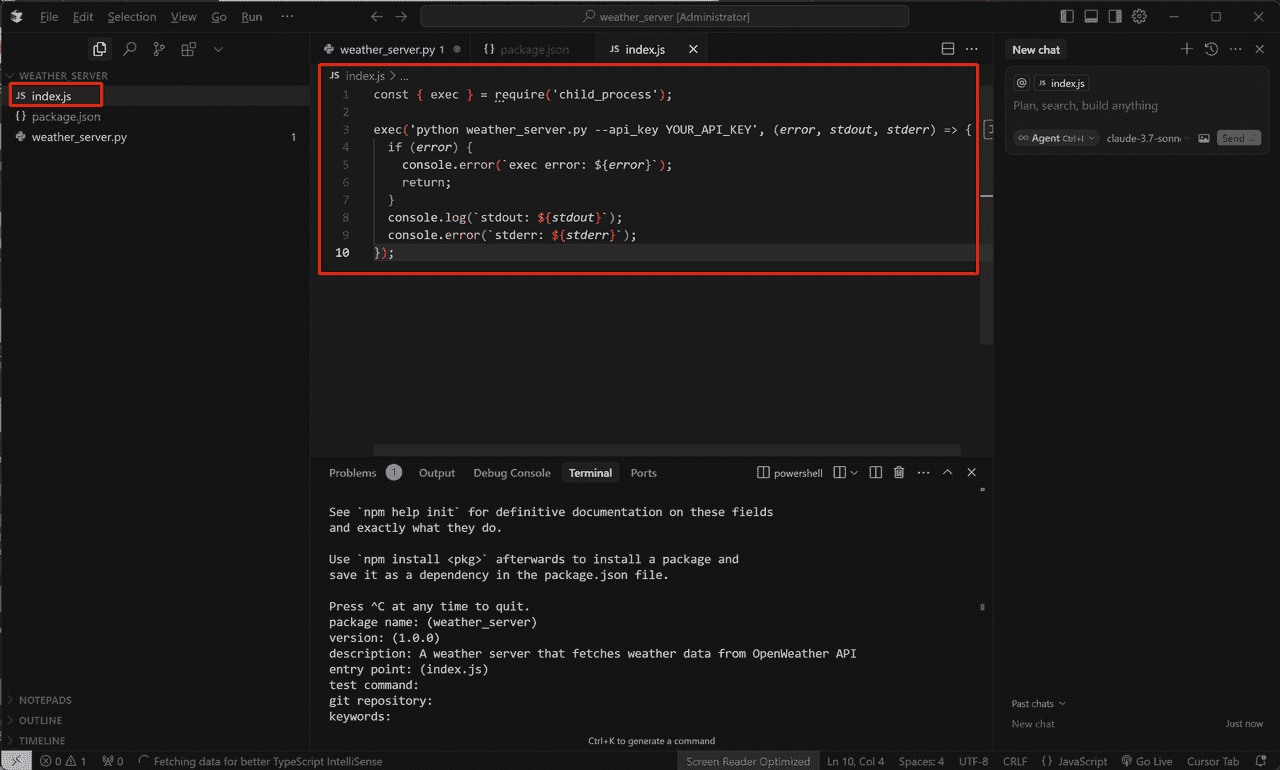 File Edit Selection View Go Run ··· weather_server [Administrator]
WEATHER_SERVER
JS index.js
{} package.json
weather_server.py 1
weather_server.py 1 {} package.json JS index.js
JS index.js > ...
1 const { exec } = require('child_process');
2
3 exec('python weather_server.py --api_key YOUR_API_KEY', (error, stdout, stderr) => {
4 if (error) {
5 console.error(`exec error: ${error}`);
6 return;
7 }
8 console.log(`stdout: ${stdout}`);
9 console.error(`stderr: ${stderr}`);
10 });
New chat
@ JS index.js
Plan, search, build anything
Agent Ctrl+I claude-3.7-sonn Send
Problems 1 Output Debug Console Terminal Ports powershell
See `npm help init` for definitive documentation on these fields
and exactly what they do.
Use `npm install <pkg>` afterwards to install a package and
save it as a dependency in the package.json file.
Press ^C at any time to quit.
package name: (weather_server)
version: (1.0.0)
description: A weather server that fetches weather data from OpenWeather API
entry point: (index.js)
test command:
git repository:
keywords:
Ctrl+K to generate a command
NOTEPADS
OUTLINE
TIMELINE
Past chats
New chat Just now
0 1 0 Fetching data for better TypeScript IntelliSense Screen Reader Optimized Ln 10, Col 4 Spaces: 4 UTF-8 CRLF {} JavaScript Go Live Cursor Tab